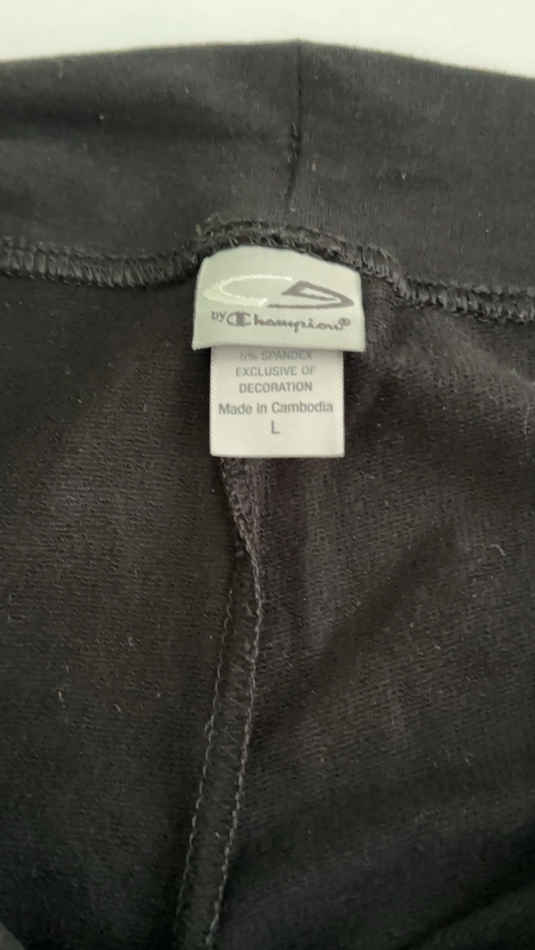 by Champion®
SPANDEX
EXCLUSIVE OF
DECORATION
Made in Cambodia
L